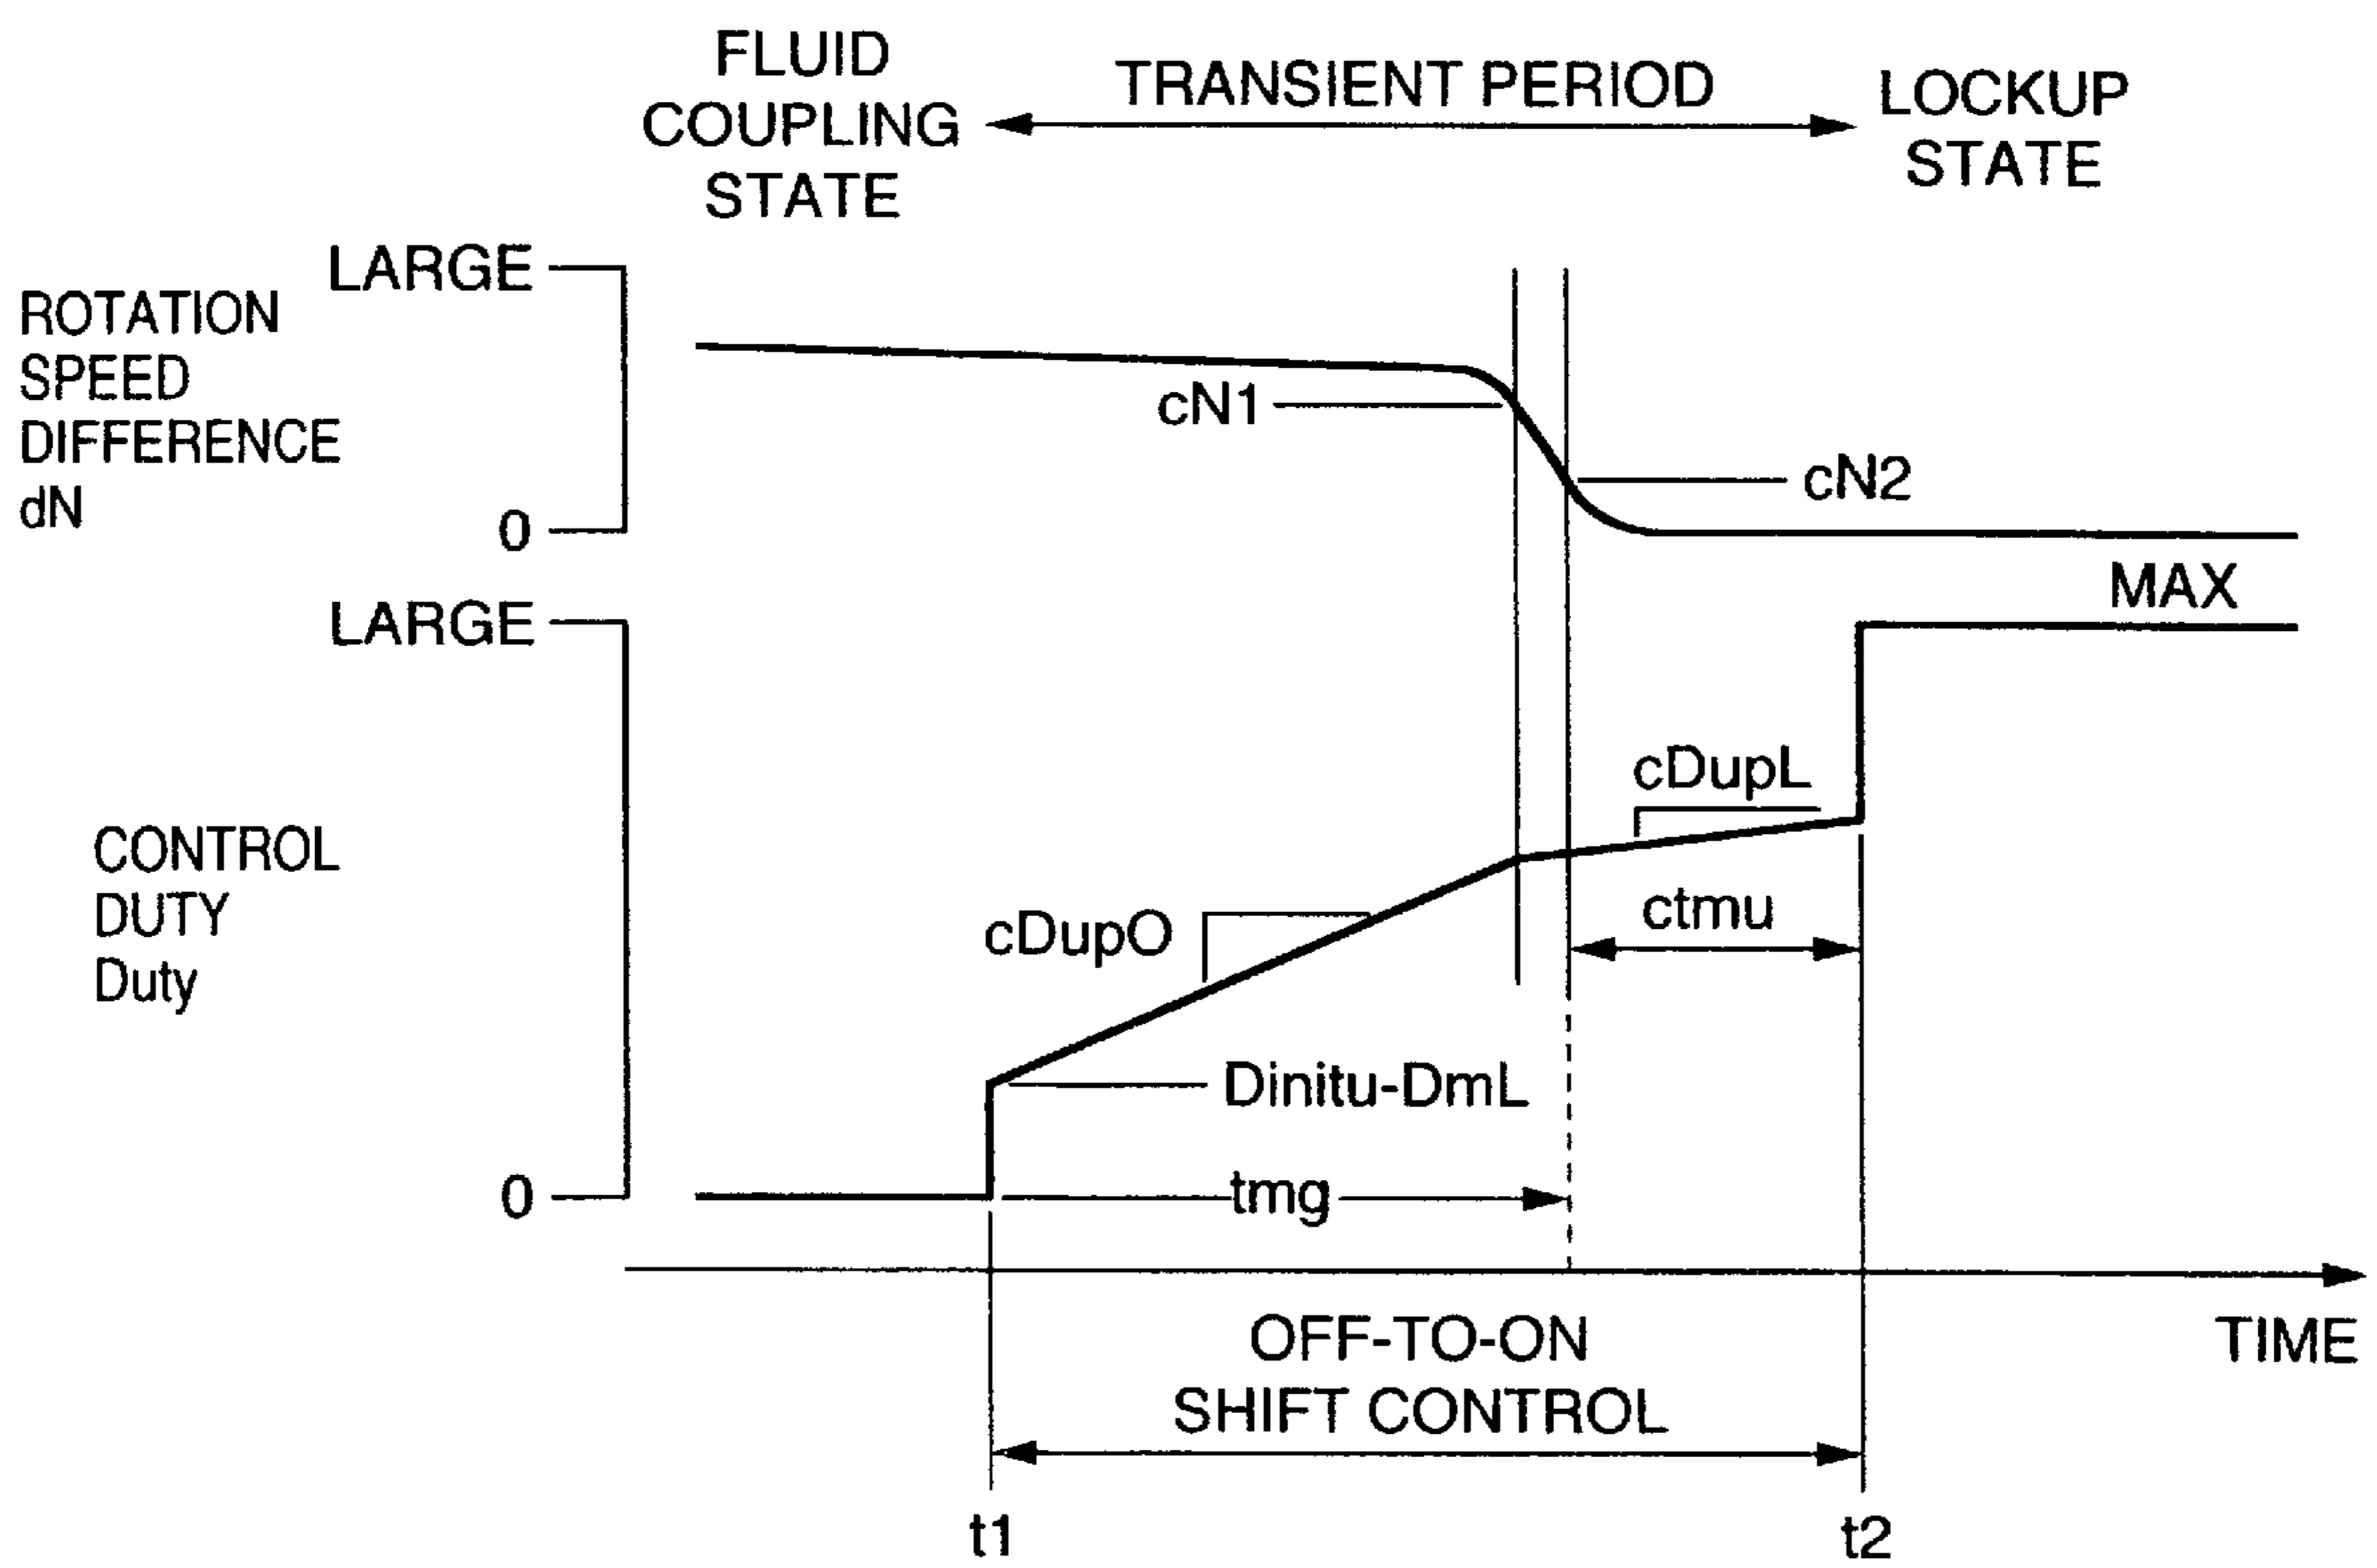 FLUID
COUPLING
STATE
TRANSIENT PERIOD
LOCKUP
STATE
LARGE
ROTATION
SPEED
DIFFERENCE
dN
0
cN1
cN2
MAX
LARGE
cDupL
CONTROL
DUTY
Duty
cDupO
ctmu
Dinitu-DmL
0
tmg
TIME
OFF-TO-ON
SHIFT CONTROL
t1
t2